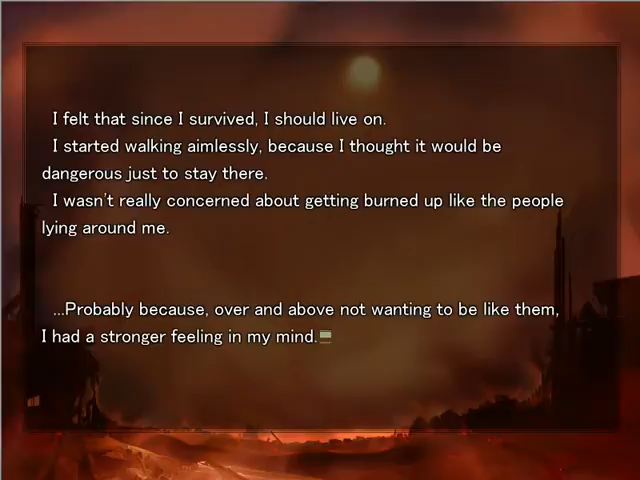 I felt that since I survived, I should live on.
I started walking aimlessly, because I thought it would be
dangerous just to stay there.
I wasn't really concerned about getting burned up like the people
lying around me.
...Probably because, over and above not wanting to be like them,
I had a stronger feeling in my mind.